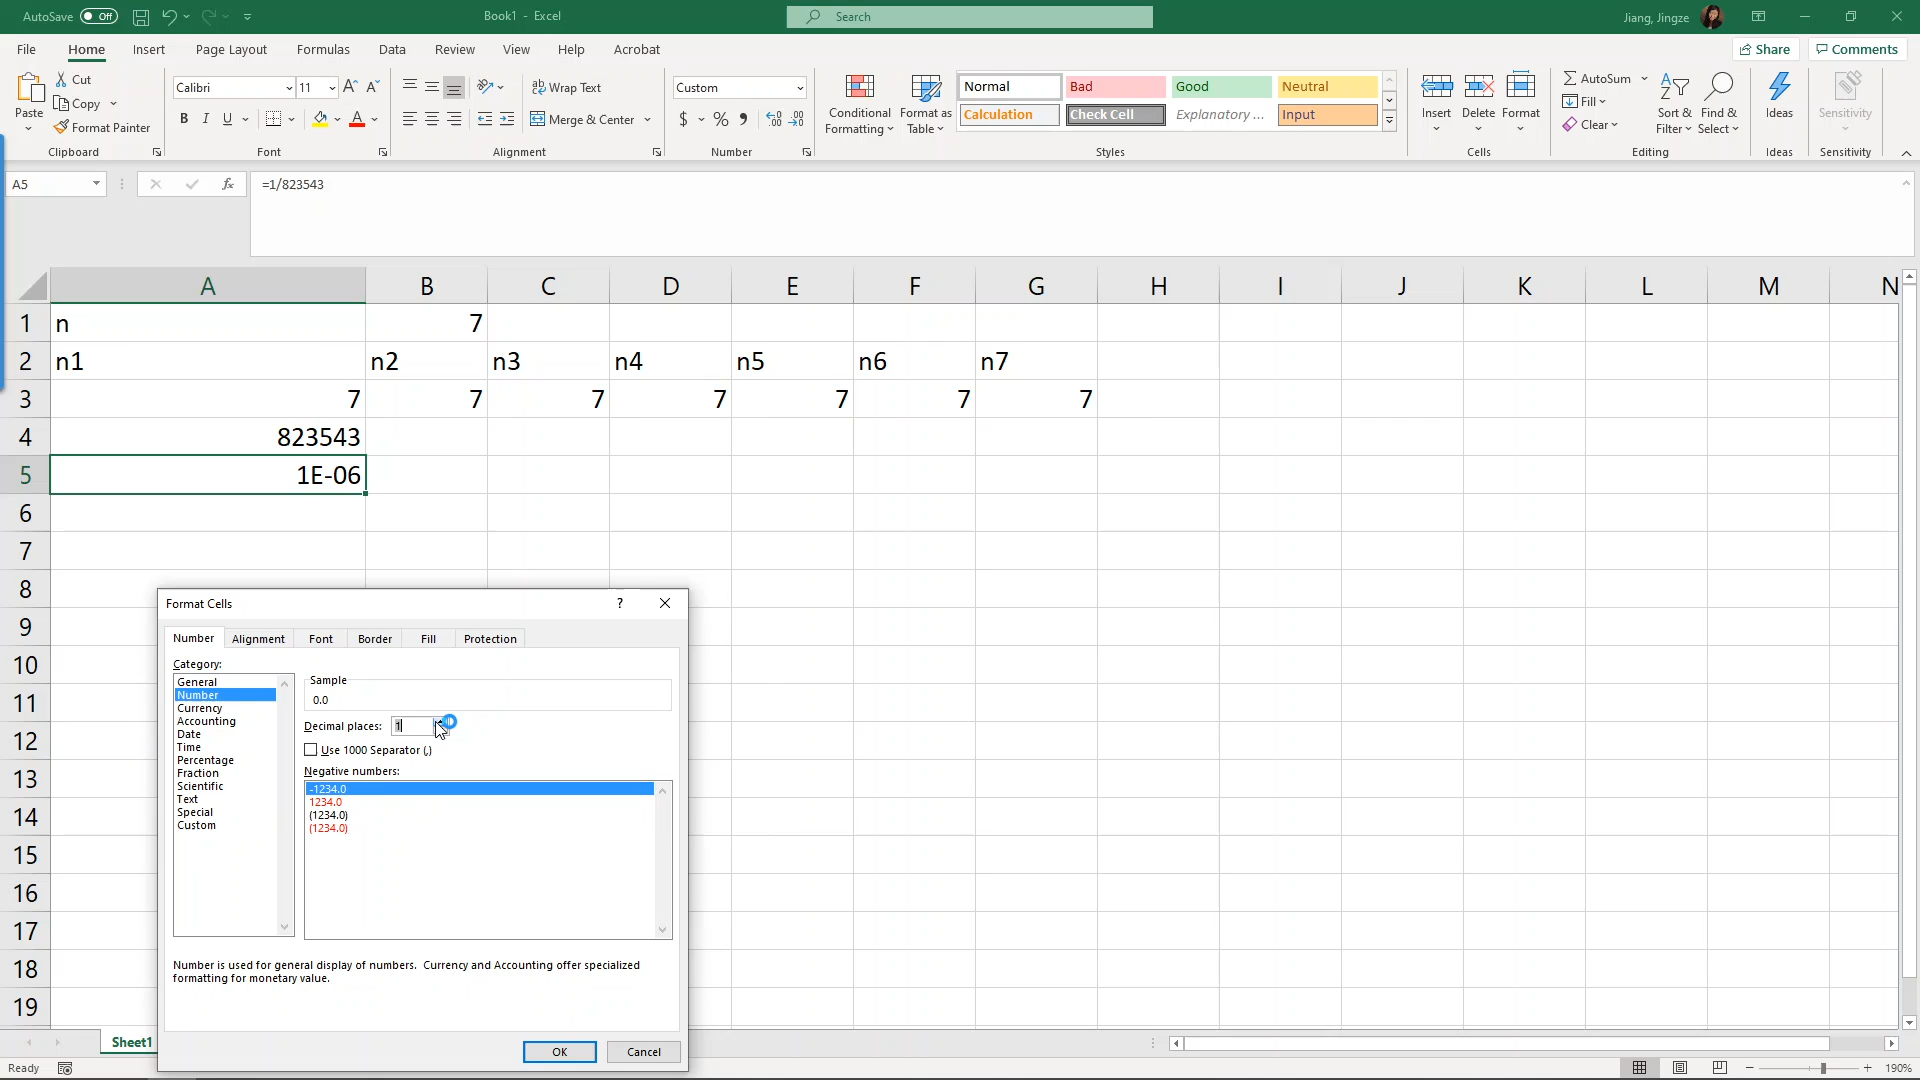 AutoSave Off Book1 - Excel Search Jiang, Jingze
File Home Insert Page Layout Formulas Data Review View Help Acrobat Share Comments
Paste
Cut
Copy
Format Painter
Clipboard
Calibri 11 A A
B I U A
Font
Wrap Text
Merge & Center
Alignment
Custom
$ % 9
Number
Conditional
Formatting
Format as
Table
Normal Bad Good Neutral
Calculation Check Cell Explanatory ... Input
Styles
Insert Delete Format
Cells
AutoSum
Fill
Clear
Sort &
Filter
Find &
Select
Editing
Ideas
Ideas
Sensitivity
Sensitivity
A5 fx =1/823543
A B C D E F G H I J K L M N
1 n 7
2 n1 n2 n3 n4 n5 n6 n7
3 7 7 7 7 7 7 7
4 823543
5 1E-06
6
7
8
9
10
11
12
13
14
15
16
17
18
19
Format Cells ?
Number Alignment Font Border Fill Protection
Category:
General
Number
Currency
Accounting
Date
Time
Percentage
Fraction
Scientific
Text
Special
Custom
Sample
0.0
Decimal places: 1
Use 1000 Separator (,)
Negative numbers:
-1234.0
1234.0
(1234.0)
(1234.0)
Number is used for general display of numbers. Currency and Accounting offer specialized
formatting for monetary value.
OK Cancel
Sheet1
Ready 190%